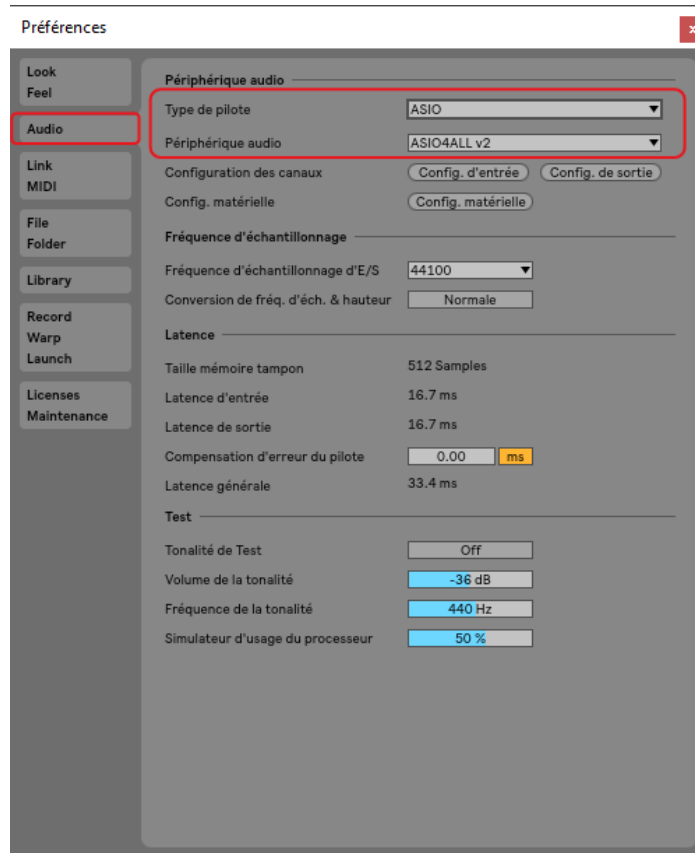 Préférences
Look
Feel
Audio
Link
MIDI
File
Folder
Library
Record
Warp
Launch
Licenses
Maintenance
Périphérique audio
Type de pilote ASIO
Périphérique audio ASIO4ALL v2
Configuration des canaux Config. d'entrée Config. de sortie
Config. matérielle Config. matérielle
Fréquence d'échantillonnage
Fréquence d'échantillonnage d'E/S 44100
Conversion de fréq. d'éch. & hauteur Normale
Latence
Taille mémoire tampon 512 Samples
Latence d'entrée 16.7 ms
Latence de sortie 16.7 ms
Compensation d'erreur du pilote 0.00 ms
Latence générale 33.4 ms
Test
Tonalité de Test Off
Volume de la tonalité -36 dB
Fréquence de la tonalité 440 Hz
Simulateur d'usage du processeur 50 %